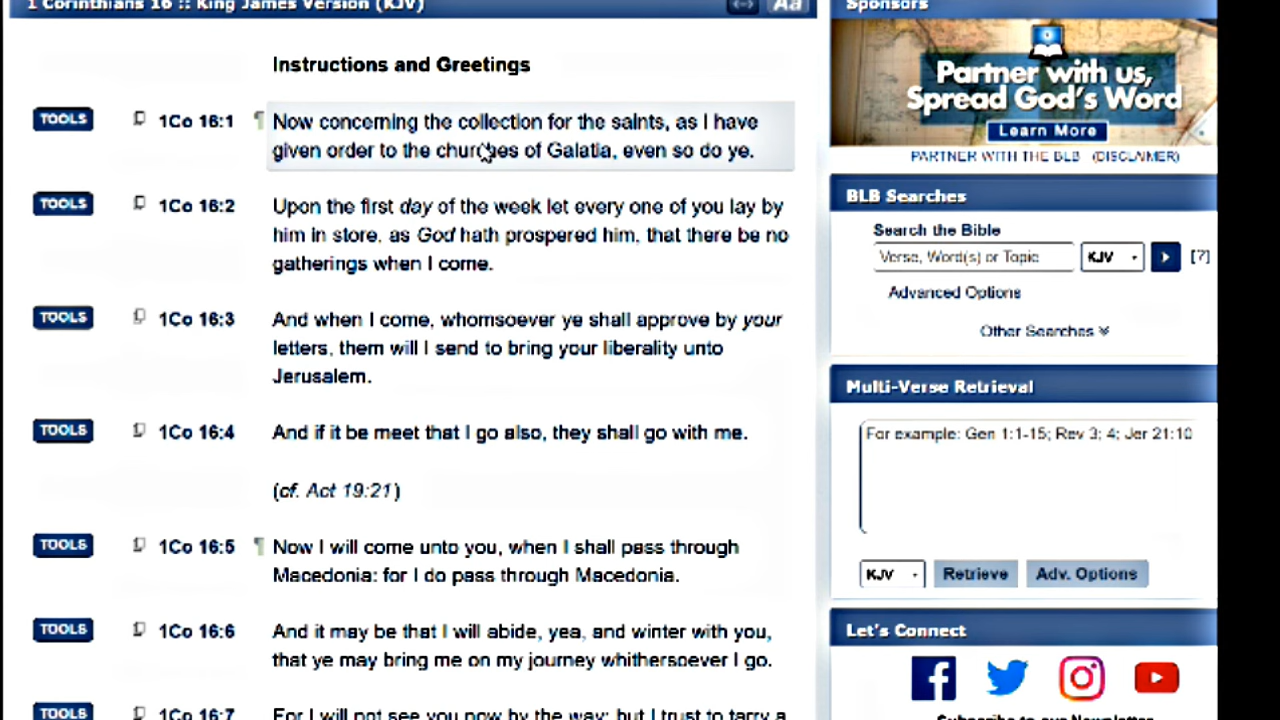 1 Corinthians 16 :: King James Version (KJV)
Aa
Instructions and Greetings
TOOLS 1Co 16:1 ¶ Now concerning the collection for the saints, as I have
given order to the churches of Galatia, even so do ye.
TOOLS 1Co 16:2 Upon the first day of the week let every one of you lay by
him in store, as God hath prospered him, that there be no
gatherings when I come.
TOOLS 1Co 16:3 And when I come, whomsoever ye shall approve by your
letters, them will I send to bring your liberality unto
Jerusalem.
TOOLS 1Co 16:4 And if it be meet that I go also, they shall go with me.
(cf. Act 19:21)
TOOLS 1Co 16:5 ¶ Now I will come unto you, when I shall pass through
Macedonia: for I do pass through Macedonia.
TOOLS 1Co 16:6 And it may be that I will abide, yea, and winter with you,
that ye may bring me on my journey whithersoever I go.
TOOLS 1Co 16:7 For I will not see you now by the way; but I trust to tarry a
Sponsors
Partner with us,
Spread God's Word
Learn More
PARTNER WITH THE BLB (DISCLAIMER)
BLB Searches
Search the Bible
Verse, Word(s) or Topic KJV [?]
Advanced Options
Other Searches
Multi-Verse Retrieval
For example: Gen 1:1-15; Rev 3; 4; Jer 21:10
KJV Retrieve Adv. Options
Let's Connect
Subscribe to our Newsletter